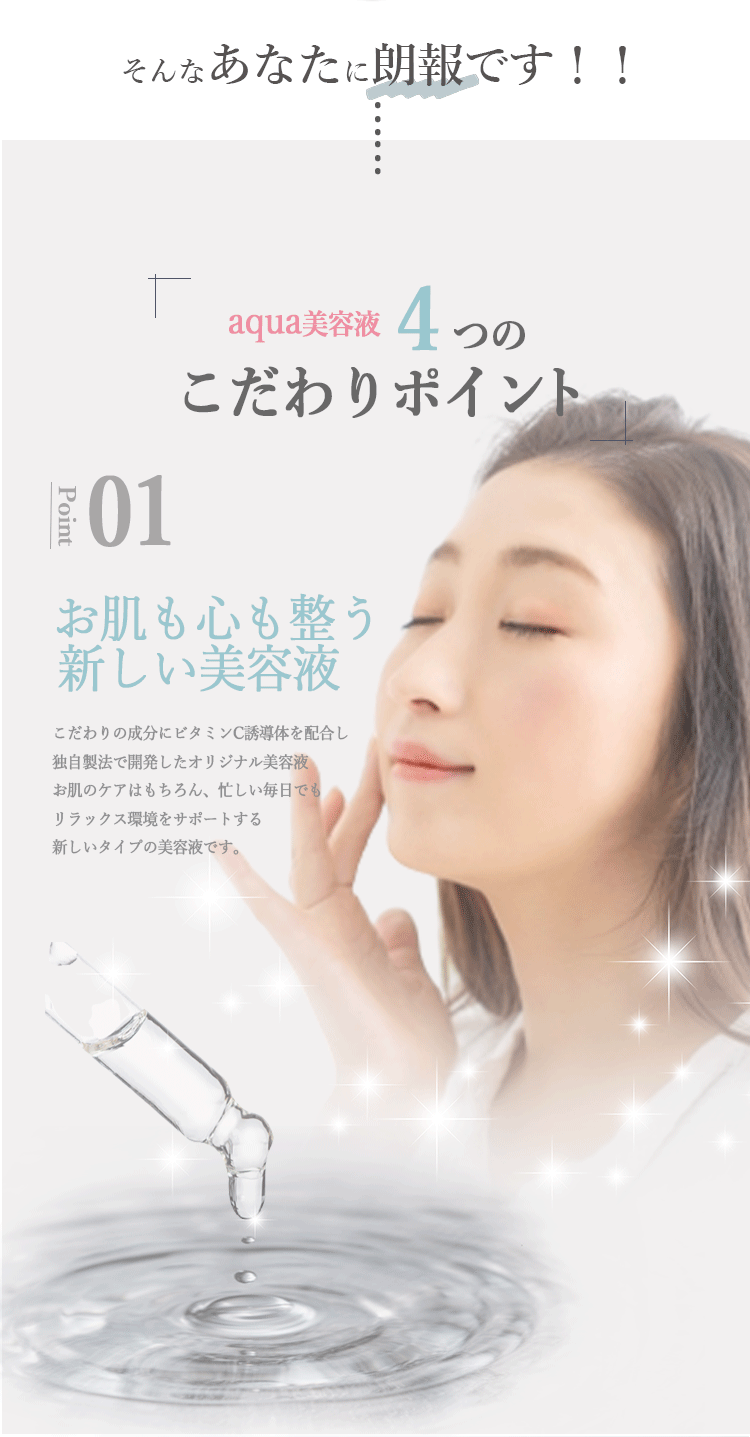 そんなあなたに朗報です！！
aqua美容液 4つの
こだわりポイント
Point 01
お肌も心も整う
新しい美容液
こだわりの成分にビタミンC誘導体を配合し
独自製法で開発したオリジナル美容液
お肌のケアはもちろん、忙しい毎日でも
リラックス環境をサポートする
新しいタイプの美容液です。